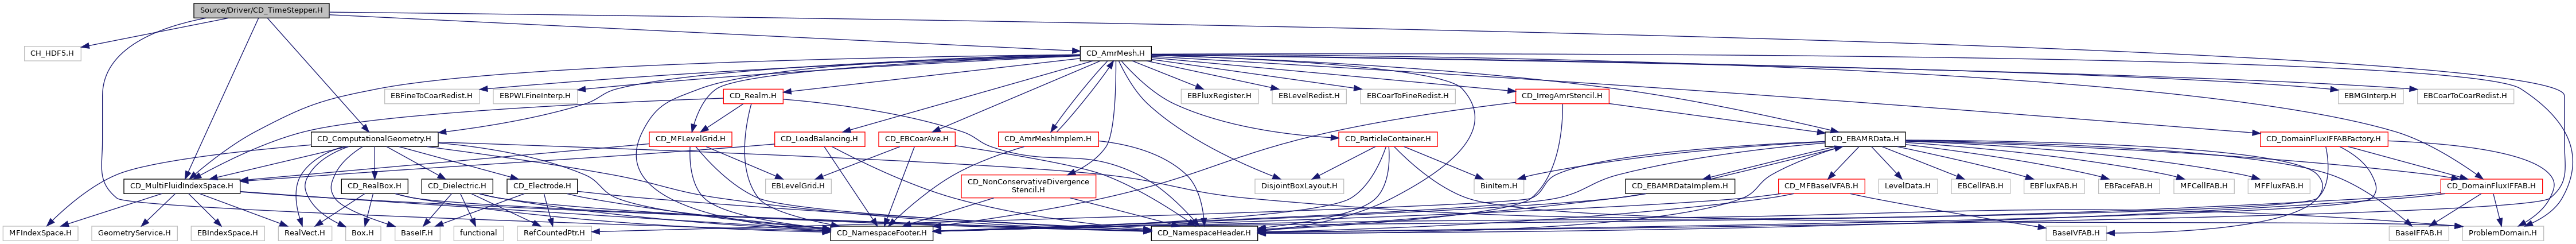 Source/Driver/CD_TimeStepper.H
CH_HDF5.H
CD_AmrMesh.H
EBFineToCoarRedist.H
EBPWLFineInterp.H
CD_Realm.H
EBFluxRegister.H
EBLevelRedist.H
EBCoarToFineRedist.H
CD_IrregAmrStencil.H
EBMGInterp.H
EBCoarToCoarRedist.H
CD_ComputationalGeometry.H
CD_MFLevelGrid.H
CD_LoadBalancing.H
CD_EBCoarAve.H
CD_AmrMeshImplem.H
CD_ParticleContainer.H
CD_EBAMRData.H
CD_DomainFluxIFFABFactory.H
CD_MultiFluidIndexSpace.H
CD_RealBox.H
CD_Dielectric.H
CD_Electrode.H
EBLevelGrid.H
CD_NonConservativeDivergence
Stencil.H
DisjointBoxLayout.H
BinItem.H
CD_EBAMRDataImplem.H
CD_MFBaseIVFAB.H
LevelData.H
EBCellFAB.H
EBFluxFAB.H
EBFaceFAB.H
MFCellFAB.H
MFFluxFAB.H
CD_DomainFluxIFFAB.H
MFIndexSpace.H
GeometryService.H
EBIndexSpace.H
RealVect.H
Box.H
BaseIF.H
functional
RefCountedPtr.H
CD_NamespaceFooter.H
CD_NamespaceHeader.H
BaseIVFAB.H
BaseIFFAB.H
ProblemDomain.H